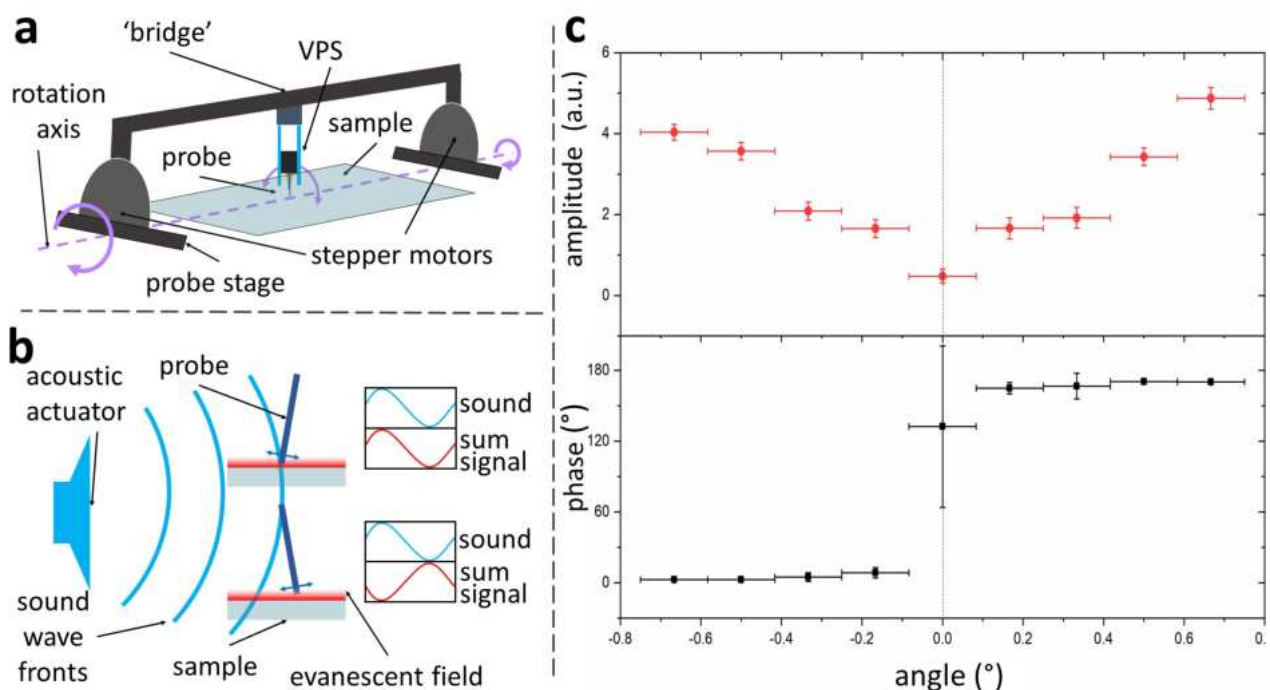 a
'bridge'
VPS
rotation
axis
sample
probe
stepper motors
probe stage
b
probe
acoustic
actuator
sound
sum
signal
sound
sum
signal
sound
wave
fronts
sample
evanescent field
c
amplitude (a.u.)
6
4
2
0
phase (°)
180
120
60
0
-0.8 -0.6 -0.4 -0.2 0.0 0.2 0.4 0.6 0.
angle (°)